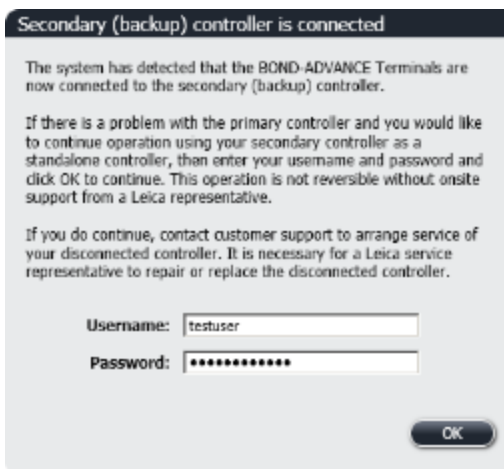 Secondary (backup) controller is connected
The system has detected that the BOND-ADVANCE Terminals are
now connected to the secondary (backup) controller.
If there is a problem with the primary controller and you would like
to continue operation using your secondary controller as a
standalone controller, then enter your username and password and
click OK to continue. This operation is not reversible without onsite
support from a Leica representative.
If you do continue, contact customer support to arrange service of
your disconnected controller. It is necessary for a Leica service
representative to repair or replace the disconnected controller.
Username: testuser
Password: ••••••••••••
OK